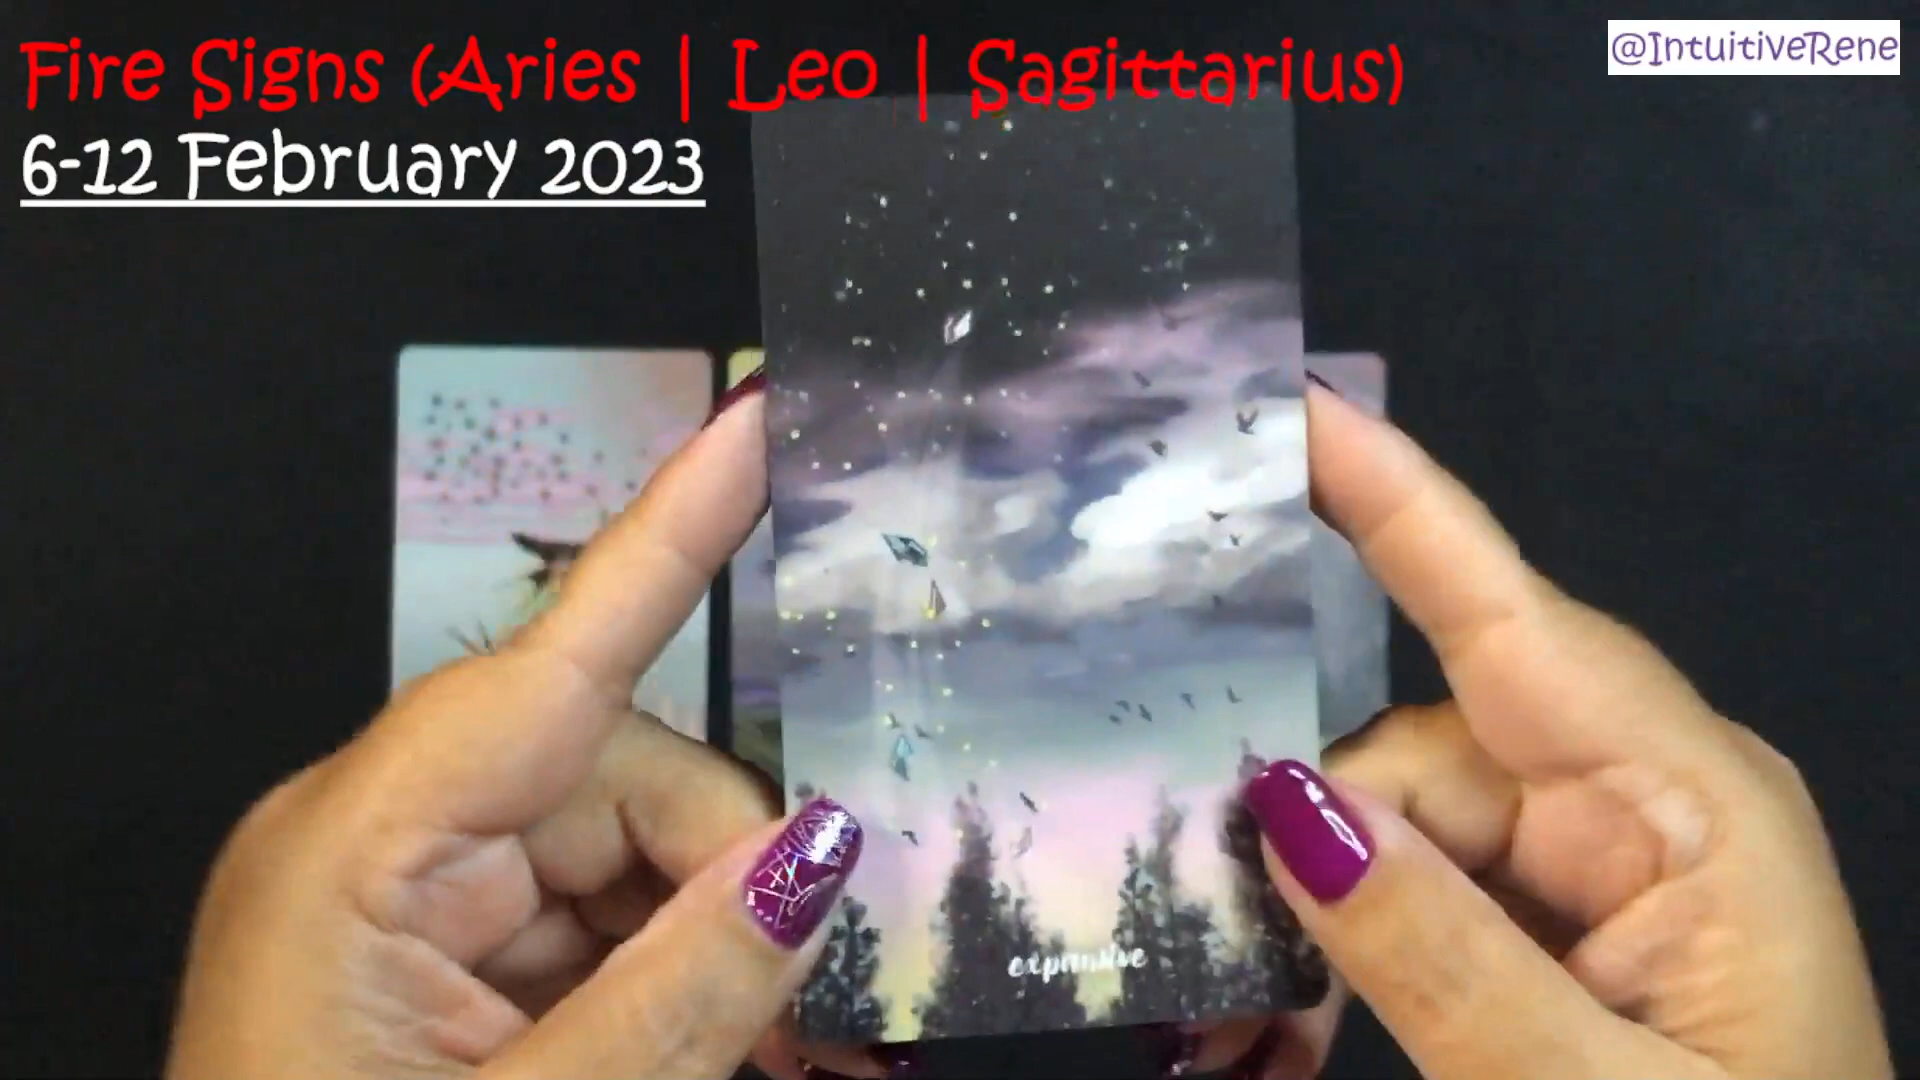 Fire Signs (Aries | Leo | Sagittarius)
@IntuitiveRene
6-12 February 2023
expansive